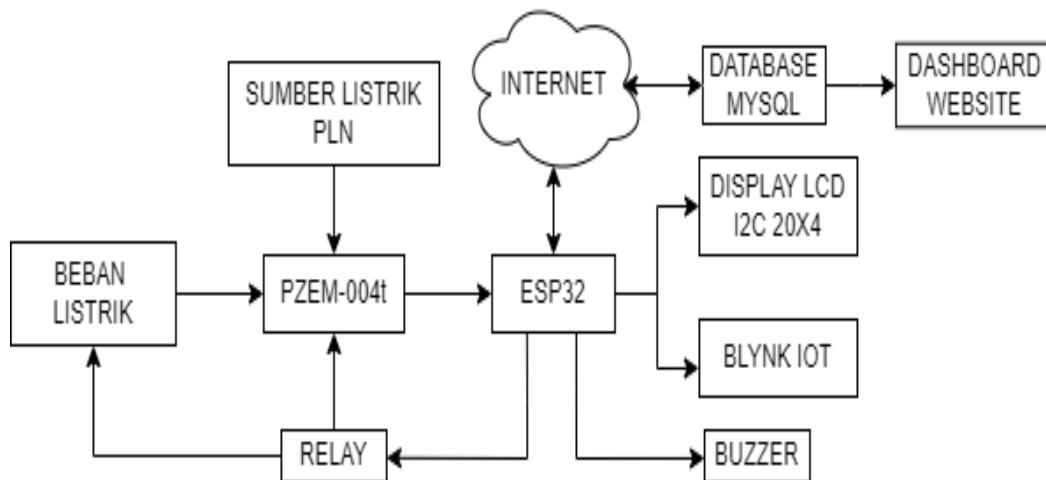 SUMBER LISTRIK
PLN
INTERNET
DATABASE
MYSQL
DASHBOARD
WEBSITE
DISPLAY LCD
I2C 20X4
BEBAN
LISTRIK
PZEM-004t
ESP32
BLYNK IOT
RELAY
BUZZER